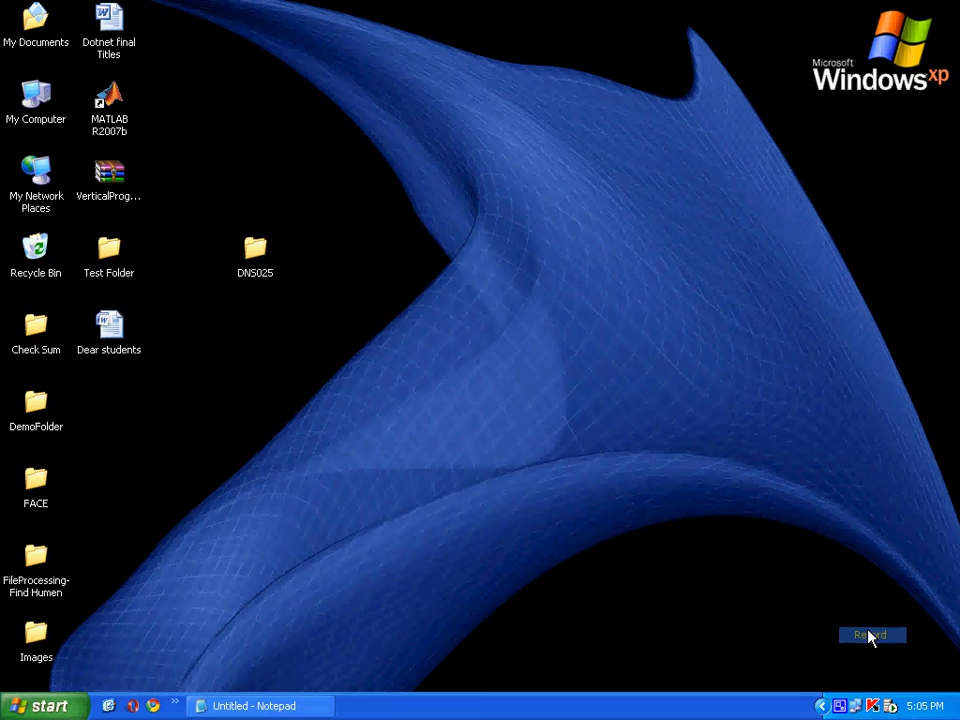 My Documents
Dotnet final
Titles
Microsoft
Windows xp
My Computer
MATLAB
R2007b
My Network
Places
VerticalProg...
Recycle Bin
Test Folder
DNS025
Check Sum
Dear students
DemoFolder
FACE
FileProcessing-
Find Humen
Images
Record
start
Untitled - Notepad
5:05 PM